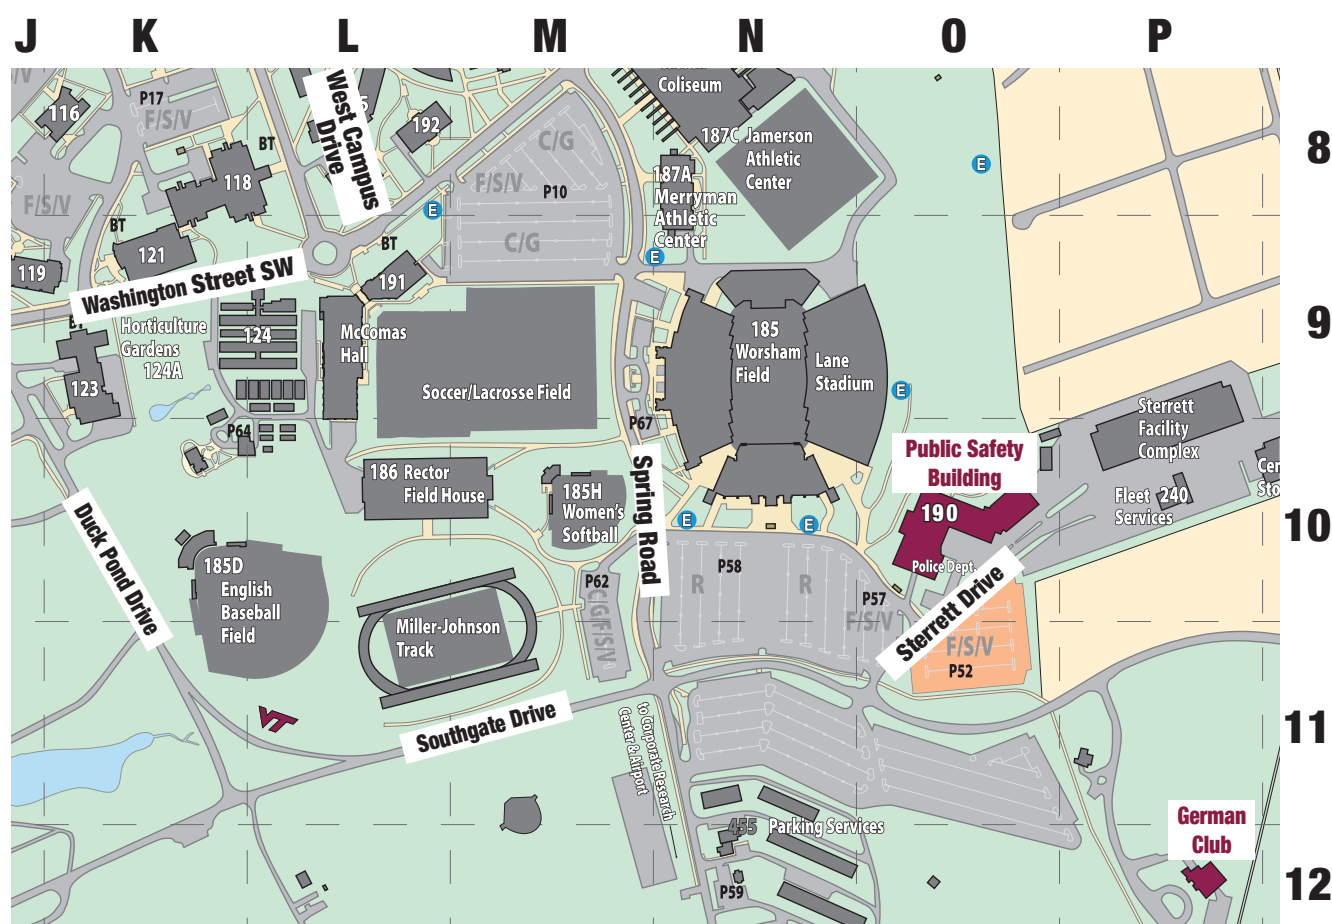 J K L M N O P
8
9
10
11
12
116
P17
F/S/V
F/S/V
BT
118
BT
121
119
West Campus
Drive
192
BT
191
Washington Street SW
Horticulture
Gardens
124A
124
123
P64
McComas
Hall
C/G
F/S/V
P10
C/G
Coliseum
187C Jamerson
Athletic
Center
187A
Merryman
Athletic
Center
E
E
E
E
E
E
185
Worsham
Field
Lane
Stadium
Soccer/Lacrosse Field
P67
186 Rector
Field House
185H
Women's
Softball
Spring Road
Public Safety
Building
190
Police Dept.
Sterrett
Facility
Complex
Fleet
Services
240
Cen
Sto
Duck Pond Drive
185D
English
Baseball
Field
Miller-Johnson
Track
P62
C/G/F/S/V
P58
R
R
P57
F/S/V
Sterrett Drive
F/S/V
P52
VT
Southgate Drive
to Corporate Research
Center & Airport
455
Parking Services
P59
German
Club